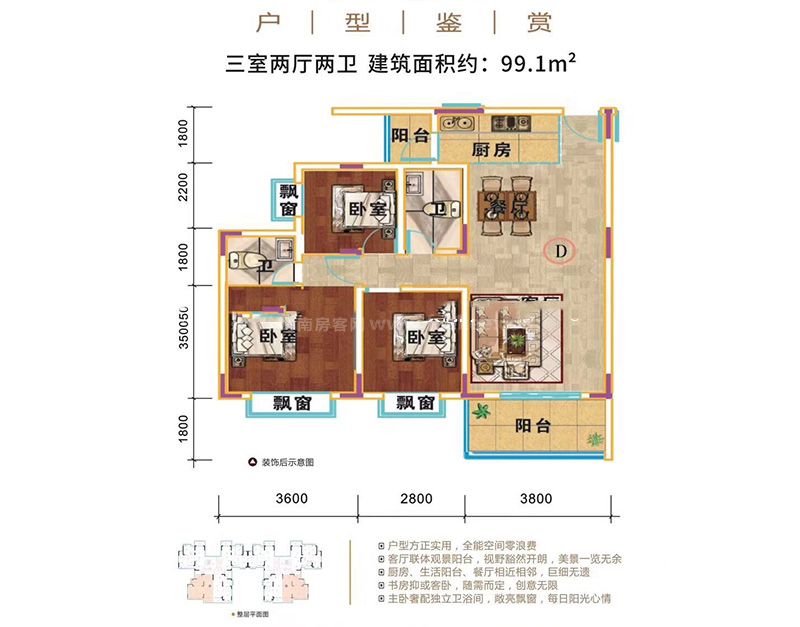 户 | 型 | 鉴 | 赏
三室两厅两卫 建筑面积约：99.1m²
1800
2200
1800
350050
1800
阳台
厨房
飘窗
卧室
卫
餐厅
D
卫
客厅
卧室
卧室
南房客网
飘窗
飘窗
阳台
装饰后示意图
3600
2800
3800
户型方正实用，全能空间零浪费
客厅联体观景阳台，视野豁然开朗，美景一览无余
厨房、生活阳台、餐厅相近相邻，巨细无遗
书房抑或客卧，随需而定，创意无限
主卧奢配独立卫浴间，敞亮飘窗，每日阳光心情
整层平面图